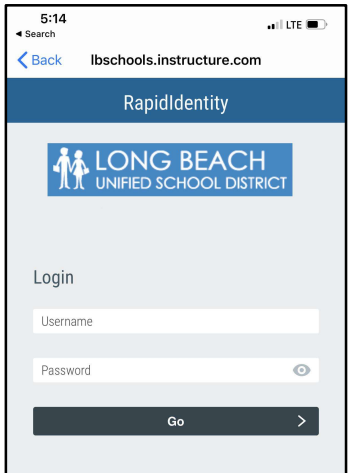 5:14
LTE
Search
Back lbschools.instructure.com
RapidIdentity
LONG BEACH
UNIFIED SCHOOL DISTRICT
Login
Username
Password
Go